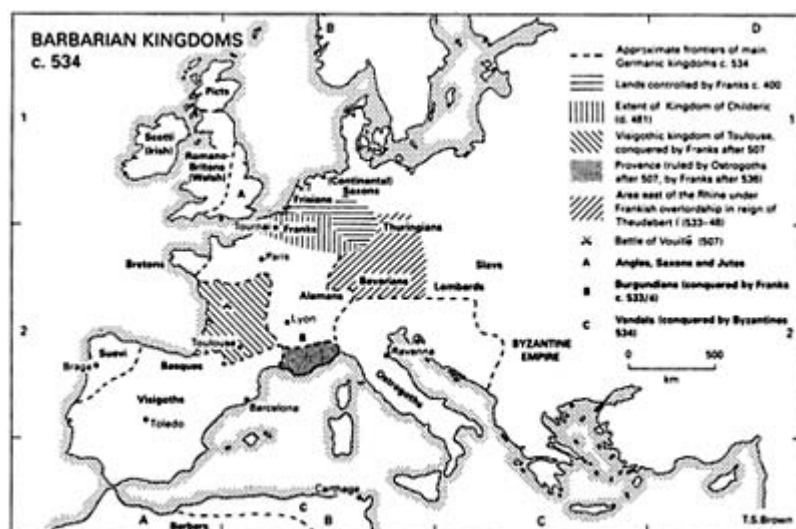 BARBARIAN KINGDOMS
c. 534
B
D
Approximate frontiers of main
Germanic kingdoms c. 534
Lands controlled by Franks c. 400
Extent of Kingdom of Childeric
(d. 481)
Visigothic kingdom of Toulouse,
conquered by Franks after 507
Provence (ruled by Ostrogoths
after 507, by Franks after 536)
Area east of the Rhine under
Frankish overlordship in reign of
Theudebert I (533–48)
Battle of Vouillé (507)
A Angles, Saxons and Jutes
B Burgundians (conquered by Franks
c. 533/4)
C Vandals (conquered by Byzantines
534)
0 500
km
1
1
Picts
Scotti
(Irish)
Romano-
Britons
(Welsh)
A
(Continental)
Saxons
Frisians
Tournai
Franks
Thuringians
Paris
Bretons
Bavarians
Slavs
Alamans
Lombards
2
2
Lyon
B
BYZANTINE
EMPIRE
Toulouse
Ravenna
Suevi
Braga
Basques
Ostrogoths
Visigoths
Toledo
Barcelona
Carthage
C
A
Berbers
B
C
T.S.Brown